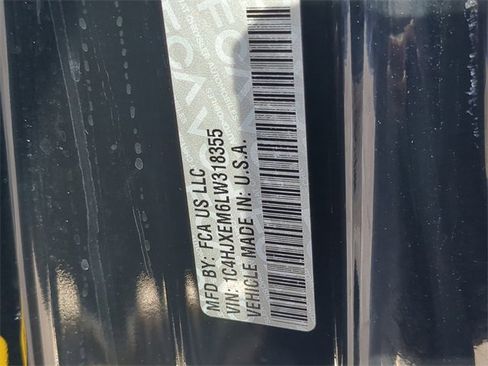 MFD BY: FCA US LLC
VIN: 1C4HJXEM6LW318355
VEHICLE MADE IN: U.S.A.